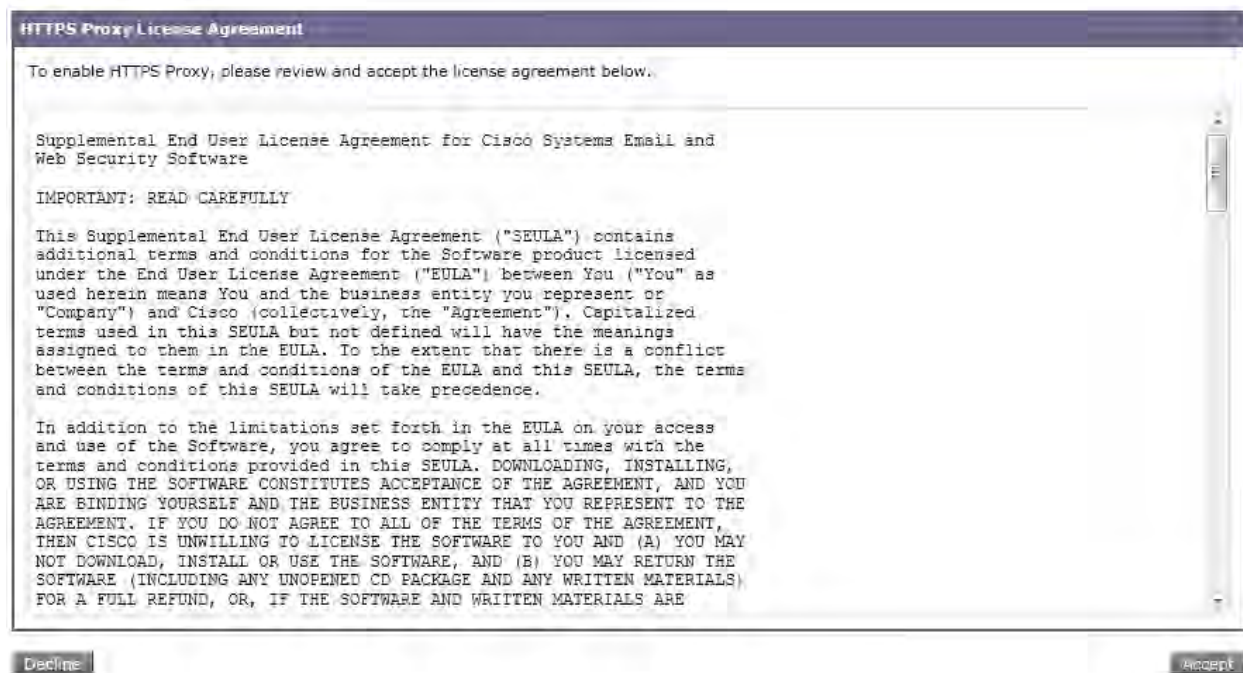 HTTPS Proxy License Agreement
To enable HTTPS Proxy, please review and accept the license agreement below.
Supplemental End User License Agreement for Cisco Systems Email and
Web Security Software
IMPORTANT: READ CAREFULLY
This Supplemental End User License Agreement ("SEULA") contains
additional terms and conditions for the Software product licensed
under the End User License Agreement ("EULA") between You ("You" as
used herein means You and the business entity you represent or
"Company") and Cisco (collectively, the "Agreement"). Capitalized
terms used in this SEULA but not defined will have the meanings
assigned to them in the EULA. To the extent that there is a conflict
between the terms and conditions of the EULA and this SEULA, the terms
and conditions of this SEULA will take precedence.
In addition to the limitations set forth in the EULA on your access
and use of the Software, you agree to comply at all times with the
terms and conditions provided in this SEULA. DOWNLOADING, INSTALLING,
OR USING THE SOFTWARE CONSTITUTES ACCEPTANCE OF THE AGREEMENT, AND YOU
ARE BINDING YOURSELF AND THE BUSINESS ENTITY THAT YOU REPRESENT TO THE
AGREEMENT. IF YOU DO NOT AGREE TO ALL OF THE TERMS OF THE AGREEMENT,
THEN CISCO IS UNWILLING TO LICENSE THE SOFTWARE TO YOU AND (A) YOU MAY
NOT DOWNLOAD, INSTALL OR USE THE SOFTWARE, AND (B) YOU MAY RETURN THE
SOFTWARE (INCLUDING ANY UNOPENED CD PACKAGE AND ANY WRITTEN MATERIALS)
FOR A FULL REFUND, OR, IF THE SOFTWARE AND WRITTEN MATERIALS ARE
Decline
Accept